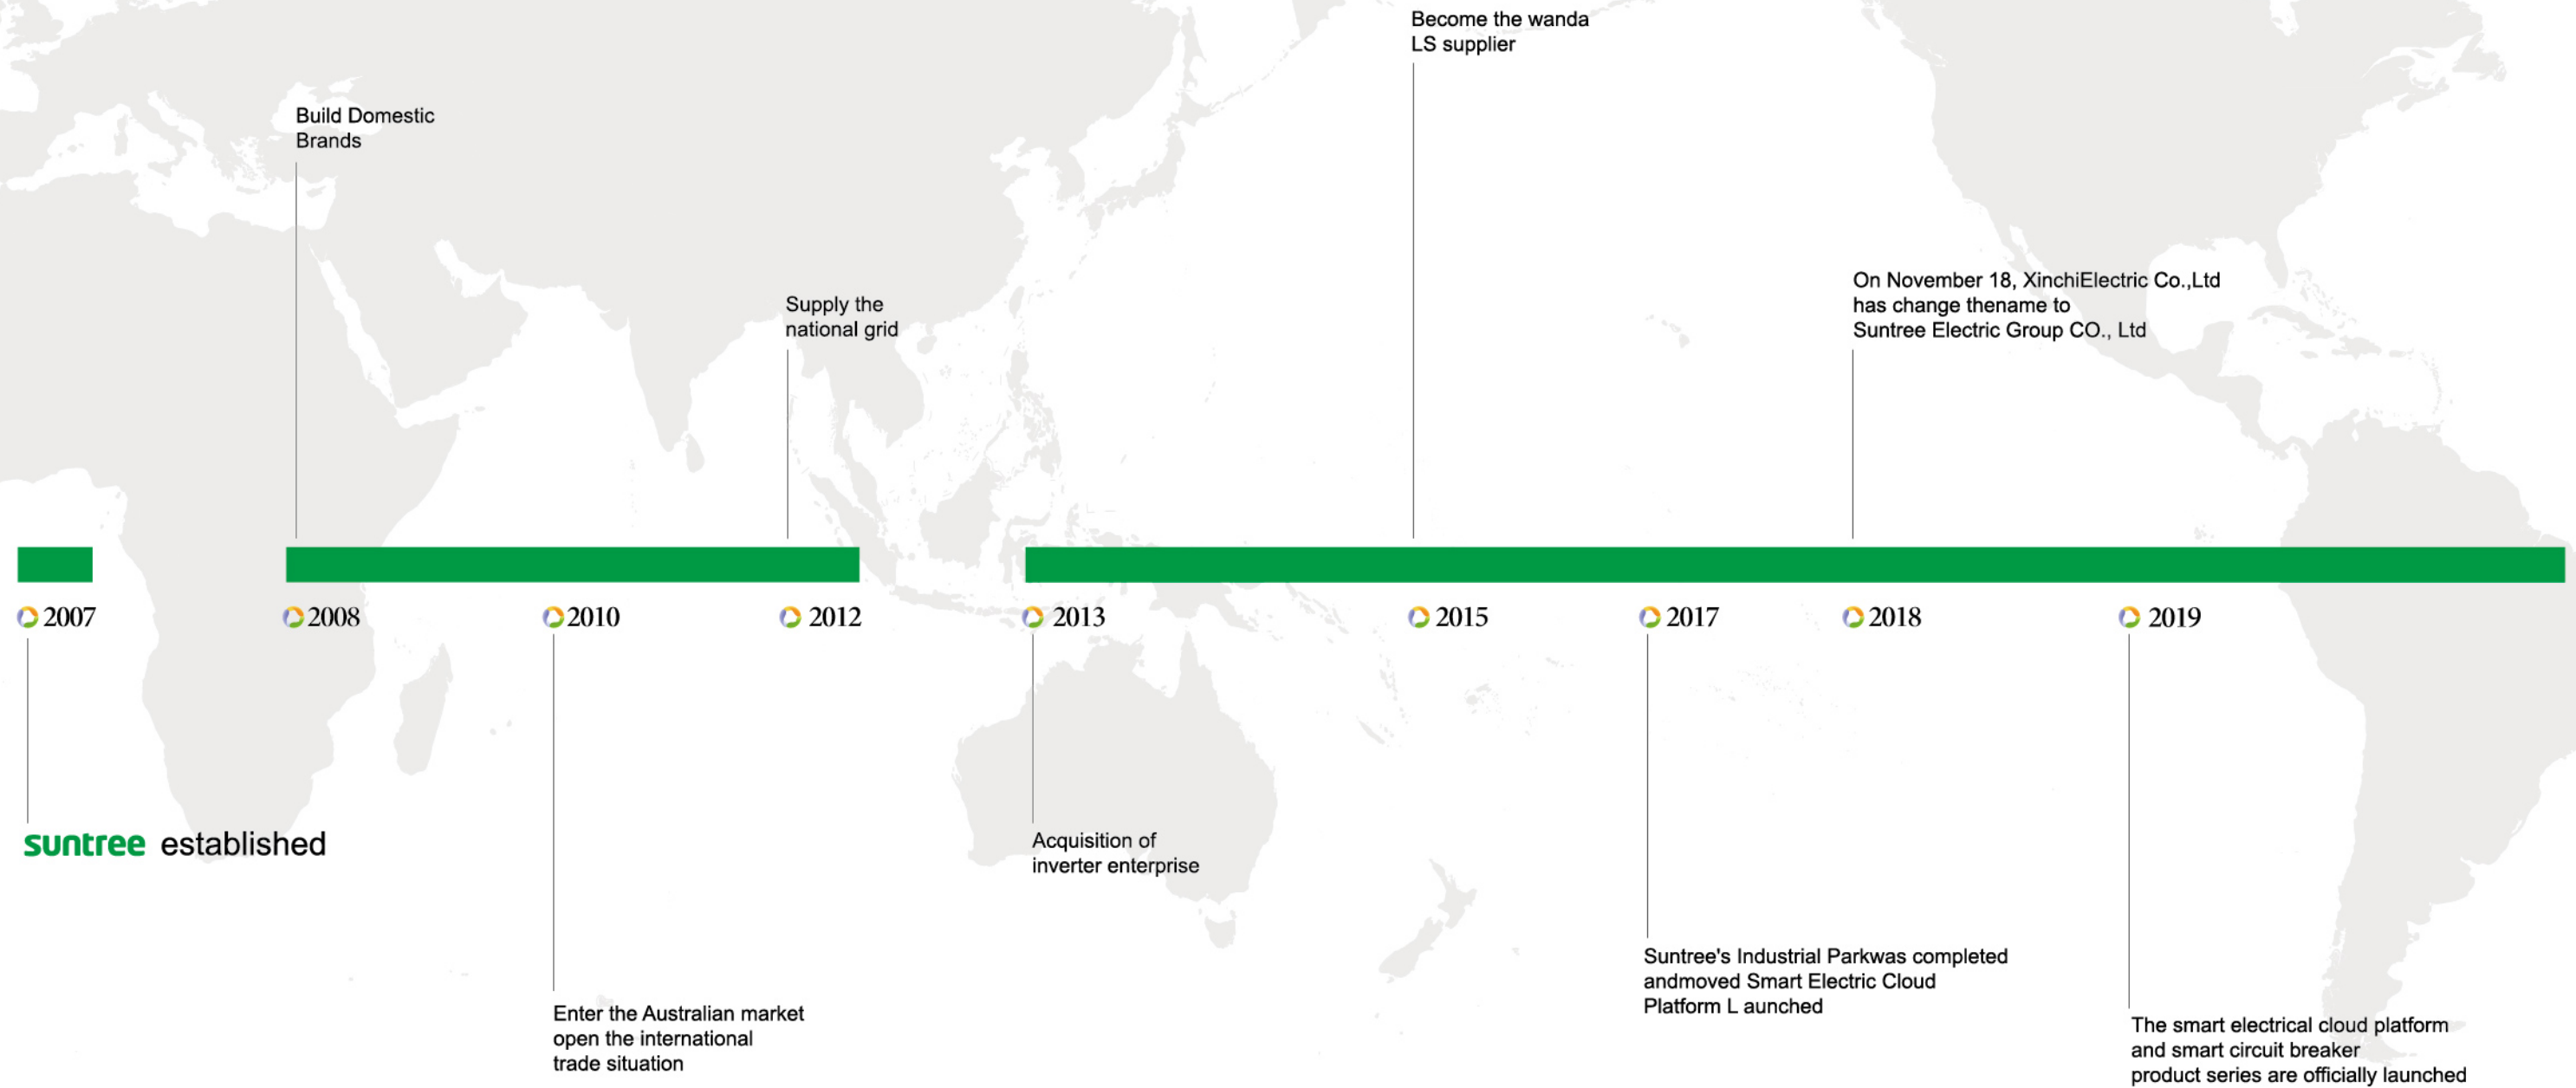 Become the wanda
LS supplier
Build Domestic
Brands
On November 18, XinchiElectric Co.,Ltd
has change thename to
Suntree Electric Group CO., Ltd
Supply the
national grid
2007
2008
2010
2012
2013
2015
2017
2018
2019
suntree established
Acquisition of
inverter enterprise
Suntree's Industrial Parkwas completed
andmoved Smart Electric Cloud
Platform L aunched
Enter the Australian market
open the international
trade situation
The smart electrical cloud platform
and smart circuit breaker
product series are officially launched